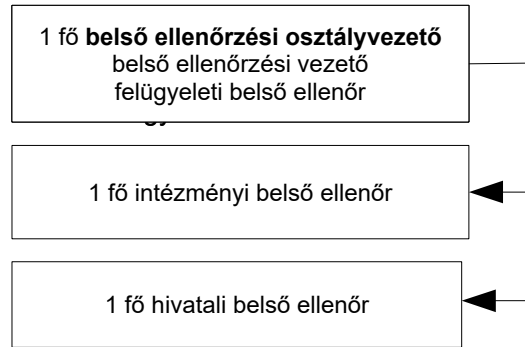 1 fő belső ellenőrzési osztályvezető
belső ellenőrzési vezető
felügyeleti belső ellenőr
1 fő intézményi belső ellenőr
1 fő hivatali belső ellenőr